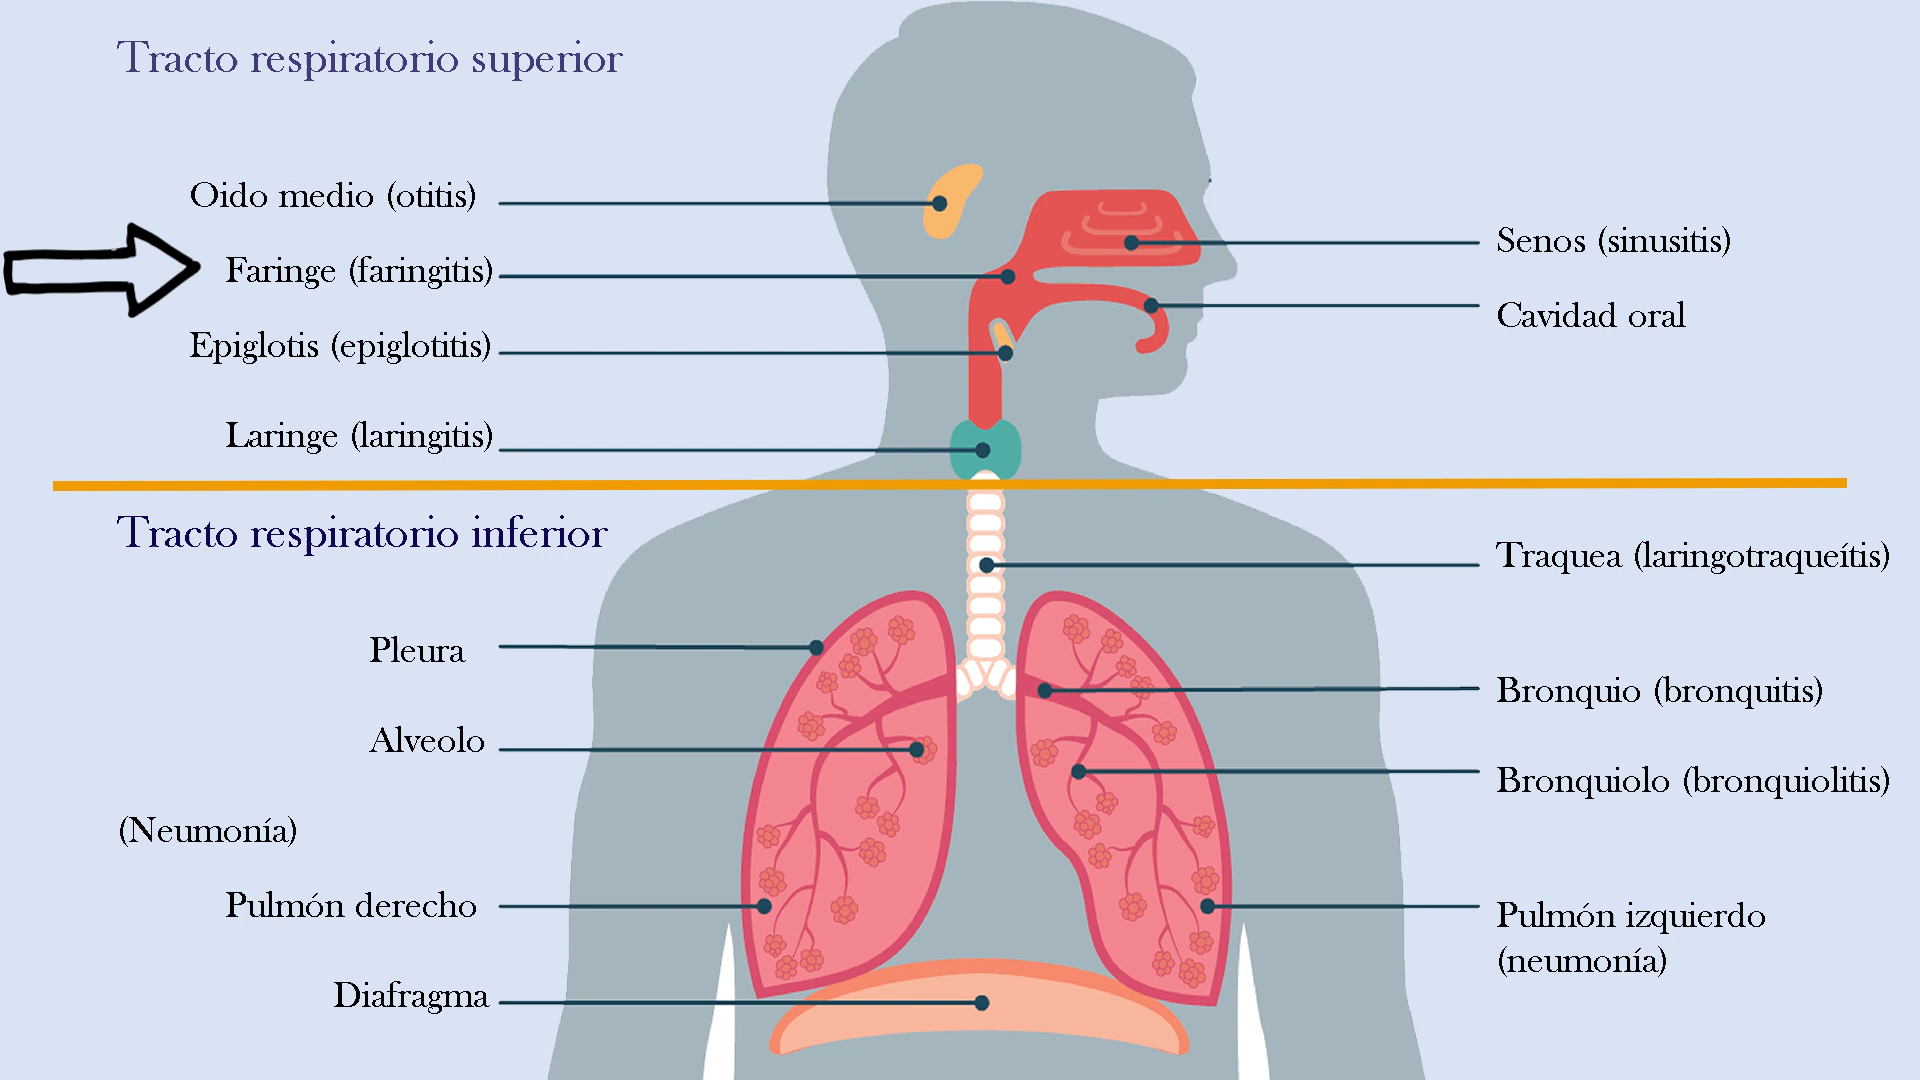 Tracto respiratorio superior
Oido medio (otitis)
Faringe (faringitis)
Epiglotis (epiglotitis)
Laringe (laringitis)
Senos (sinusitis)
Cavidad oral
Tracto respiratorio inferior
Pleura
Alveolo
(Neumonía)
Pulmón derecho
Diafragma
Traquea (laringotraqueítis)
Bronquio (bronquitis)
Bronquiolo (bronquiolitis)
Pulmón izquierdo
(neumonía)